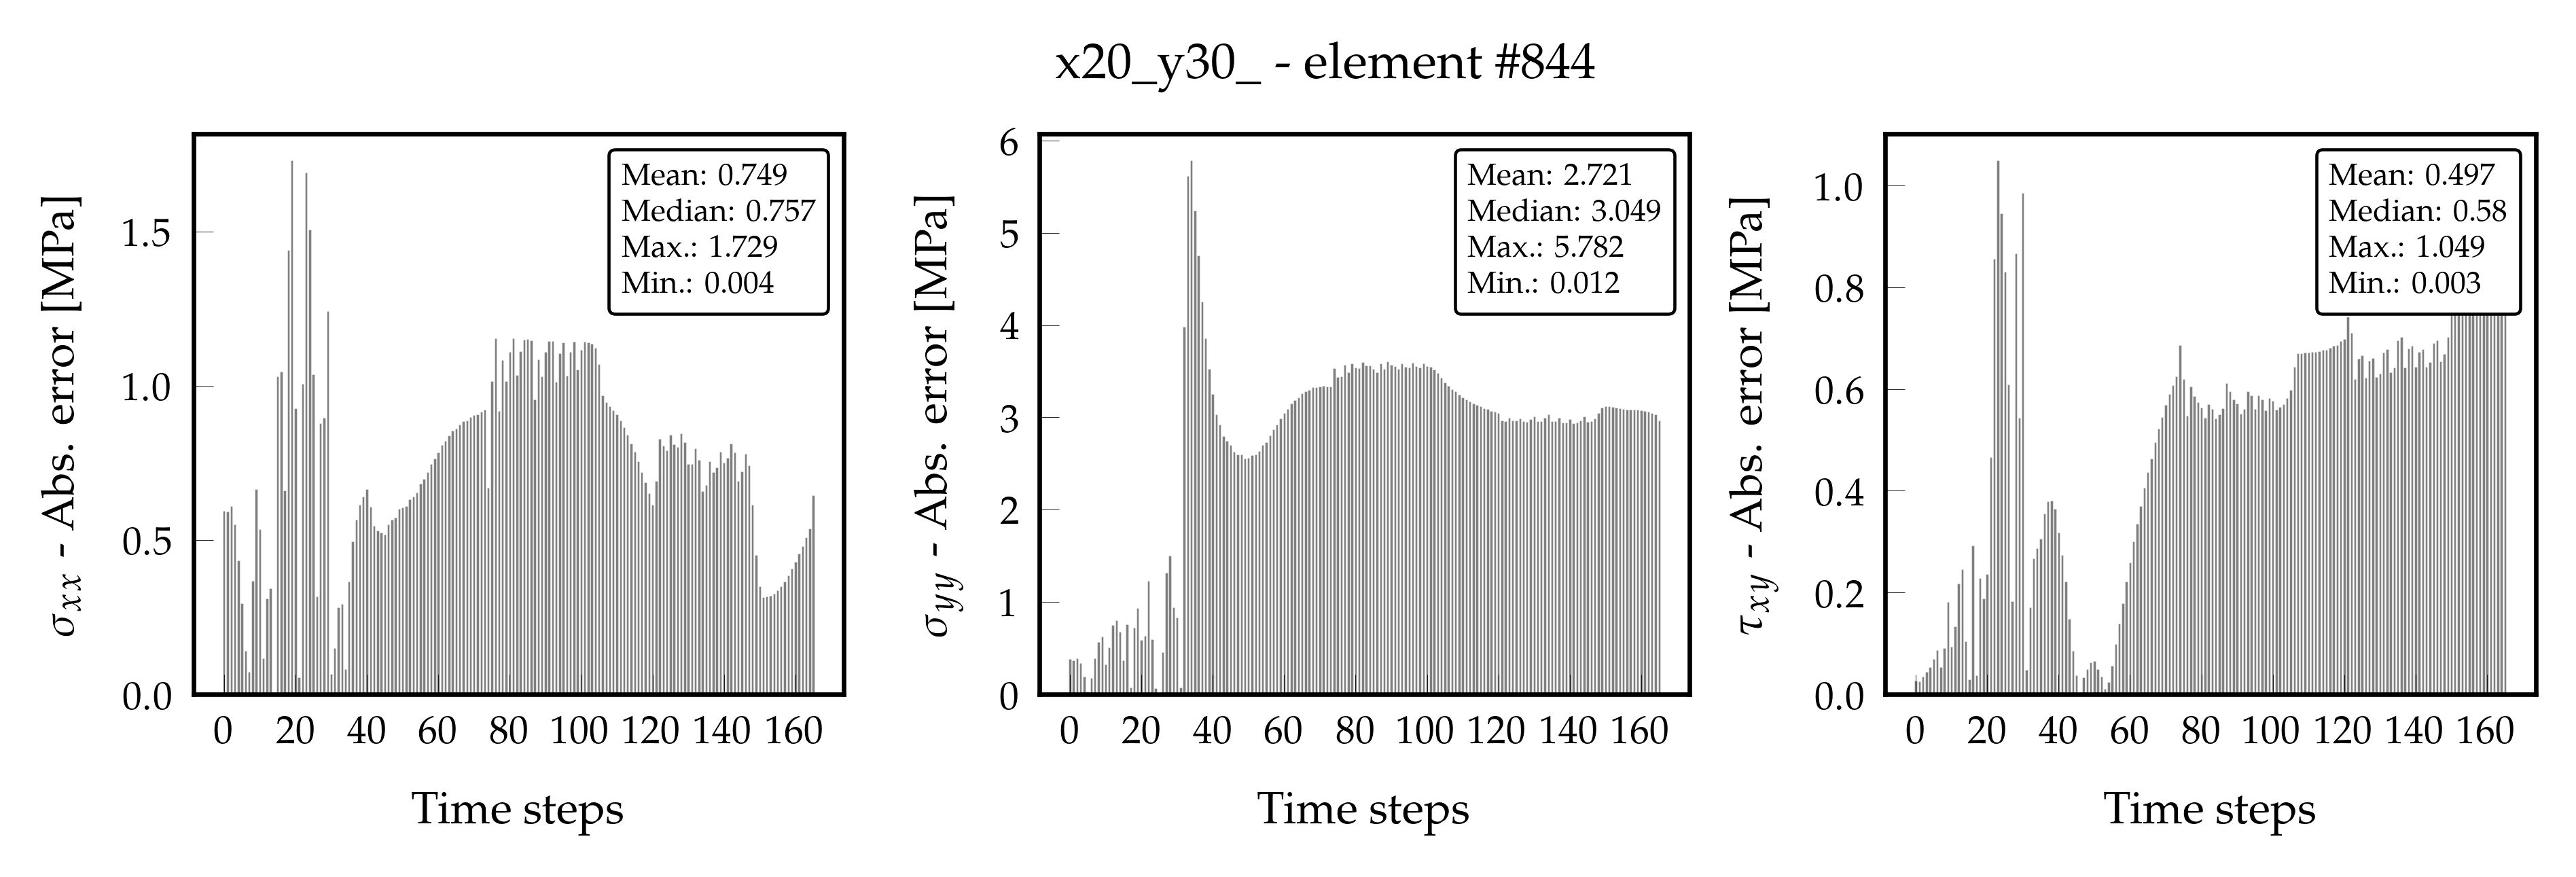 x20_y30_ - element #844
σxx - Abs. error [MPa]
1.5
1.0
0.5
0.0
Mean: 0.749
Median: 0.757
Max.: 1.729
Min.: 0.004
0 20 40 60 80 100 120 140 160
Time steps
σyy - Abs. error [MPa]
6
5
4
3
2
1
0
Mean: 2.721
Median: 3.049
Max.: 5.782
Min.: 0.012
0 20 40 60 80 100 120 140 160
Time steps
τxy - Abs. error [MPa]
1.0
0.8
0.6
0.4
0.2
0.0
Mean: 0.497
Median: 0.58
Max.: 1.049
Min.: 0.003
0 20 40 60 80 100 120 140 160
Time steps